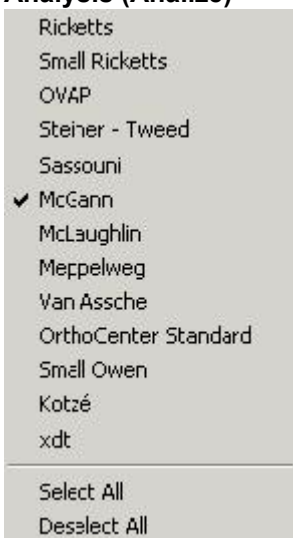 Analysis (Analize)
Ricketts
Small Ricketts
OVAP
Steiner - Tweed
Sassouni
McGann
McLaughlin
Meppelweg
Van Assche
OrthoCenter Standard
Small Owen
Kotzé
xdt
Select All
Deselect All